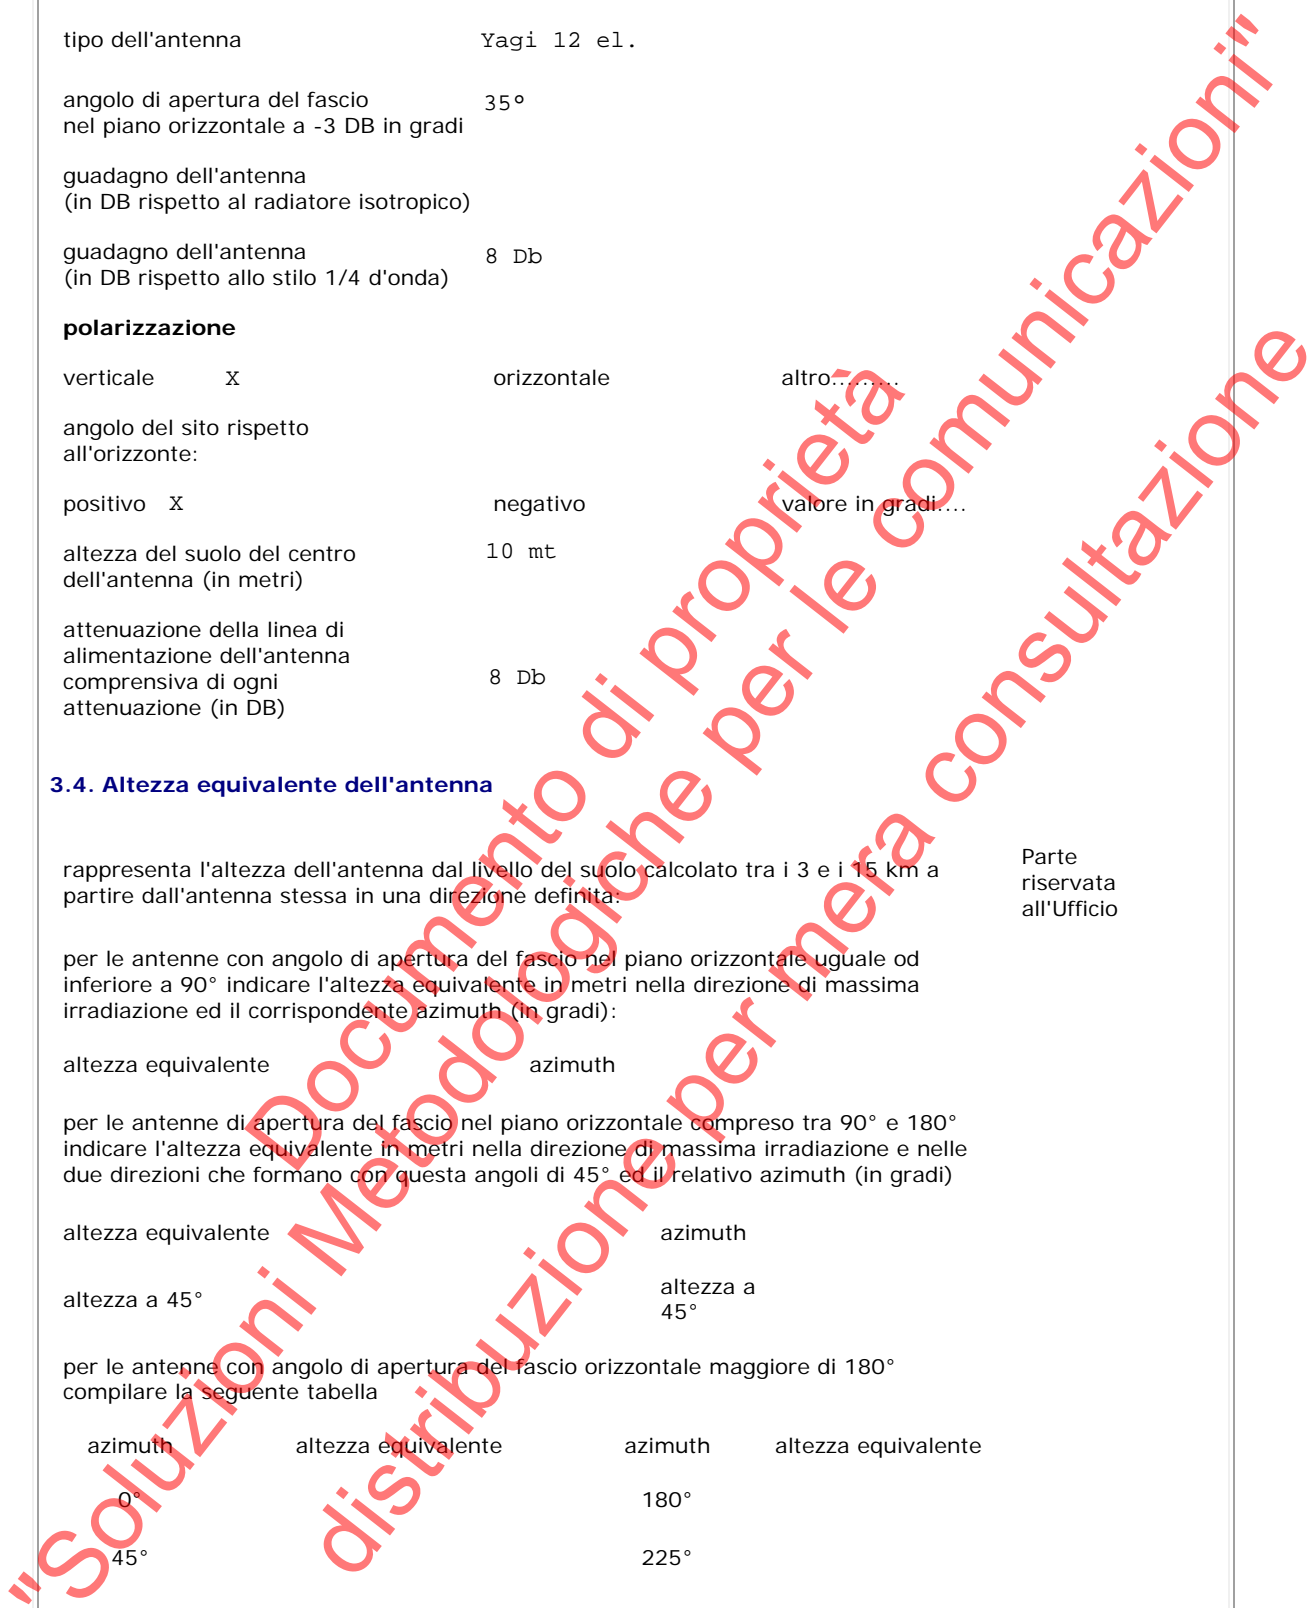 tipo dell'antenna Yagi 12 el.
angolo di apertura del fascio 35°
nel piano orizzontale a -3 DB in gradi
guadagno dell'antenna
(in DB rispetto al radiatore isotropico)
guadagno dell'antenna 8 Db
(in DB rispetto allo stilo 1/4 d'onda)
polarizzazione
verticale X orizzontale altro.........
angolo del sito rispetto
all'orizzonte:
positivo X negativo valore in gradi....
altezza del suolo del centro 10 mt
dell'antenna (in metri)
attenuazione della linea di
alimentazione dell'antenna
comprensiva di ogni 8 Db
attenuazione (in DB)
3.4. Altezza equivalente dell'antenna
rappresenta l'altezza dell'antenna dal livello del suolo calcolato tra i 3 e i 15 km a
partire dall'antenna stessa in una direzione definita:
Parte
riservata
all'Ufficio
per le antenne con angolo di apertura del fascio nel piano orizzontale uguale od
inferiore a 90° indicare l'altezza equivalente in metri nella direzione di massima
irradiazione ed il corrispondente azimuth (in gradi):
altezza equivalente azimuth
per le antenne di apertura del fascio nel piano orizzontale compreso tra 90° e 180°
indicare l'altezza equivalente in metri nella direzione di massima irradiazione e nelle
due direzioni che formano con questa angoli di 45° ed il relativo azimuth (in gradi)
altezza equivalente azimuth
altezza a 45° altezza a
45°
per le antenne con angolo di apertura del fascio orizzontale maggiore di 180°
compilare la seguente tabella
azimuth altezza equivalente azimuth altezza equivalente
0° 180°
45° 225°
Documento di proprietà
"Soluzioni Metodologiche per le comunicazioni"
distribuzione per mera consultazione